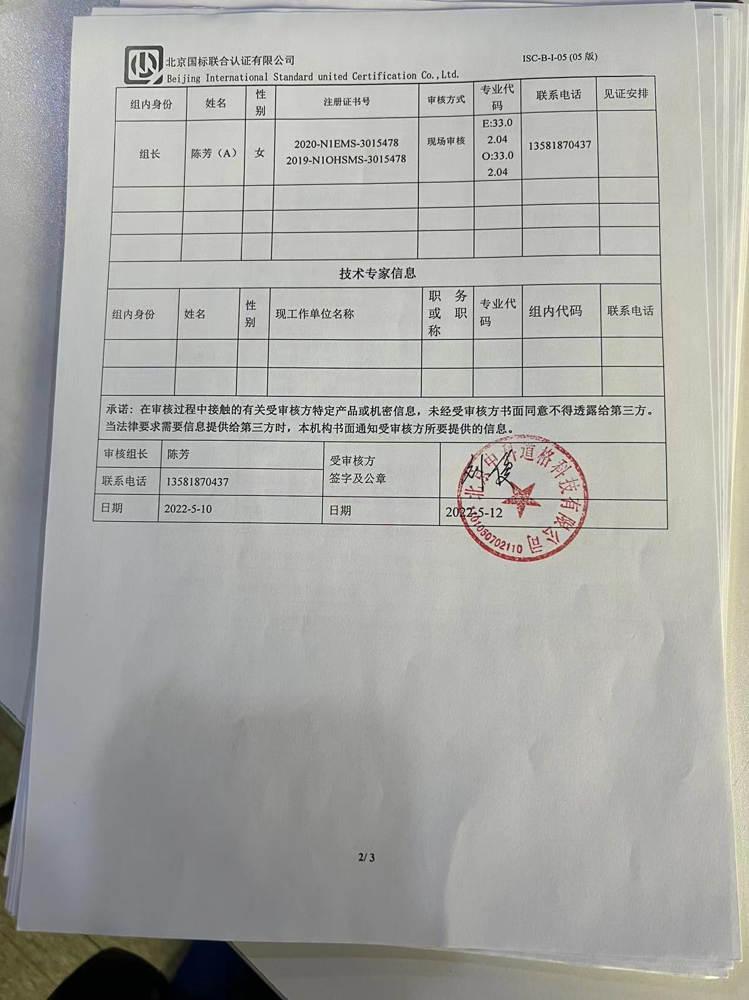 北京国标联合认证有限公司
ISC-B-I-05 (05 版)
Beijing International Standard united Certification Co.,Ltd.
组内身份 姓名 性别 注册证书号 审核方式 专业代码 联系电话 见证安排
组长 陈芳（A） 女 2020-N1EMS-3015478 现场审核 E:33.0 13581870437
2019-N1OHSMS-3015478 2.04
O:33.0
2.04
技术专家信息
组内身份 姓名 性别 现工作单位名称 职务或职称 专业代码 组内代码 联系电话
承诺：在审核过程中接触的有关受审核方特定产品或机密信息，未经受审核方书面同意不得透露给第三方。
当法律要求需要信息提供给第三方时，本机构书面通知受审核方所要提供的信息。
审核组长 陈芳 受审核方
签字及公章 刘俊
联系电话 13581870437
日期 2022-5-10 日期 2022-5-12
北京中科道格科技有限公司
101050702110
2/ 3